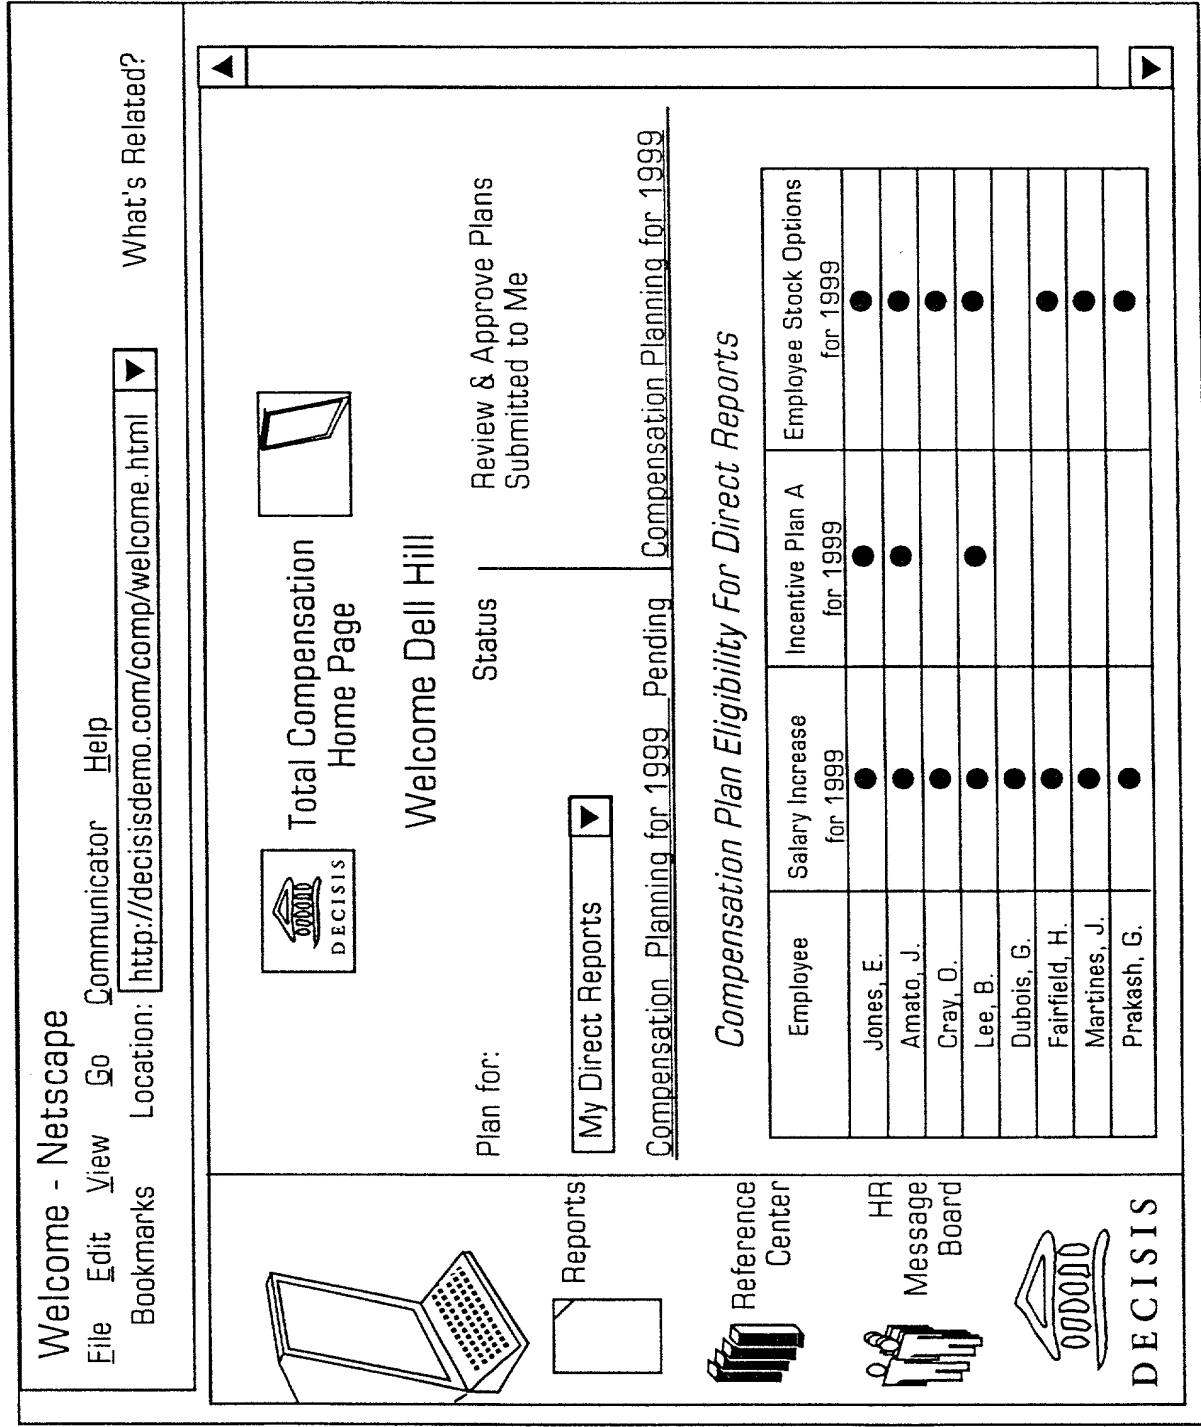 Welcome - Netscape
File Edit View Go Communicator Help
Bookmarks Location: http://decisisdemo.com/comp/welcome.html What's Related?
DECISIS
Total Compensation
Home Page
Welcome Dell Hill
Plan for:
Status
Review & Approve Plans
Submitted to Me
My Direct Reports
Compensation Planning for 1999 Pending
Compensation Planning for 1999
Compensation Plan Eligibility For Direct Reports
Employee
Salary Increase
for 1999
Incentive Plan A
for 1999
Employee Stock Options
for 1999
Jones, E.
Amato, J.
Cray, O.
Lee, B.
Dubois, G.
Fairfield, H.
Martines, J.
Prakash, G.
Reports
Reference
Center
HR
Message
Board
DECISIS